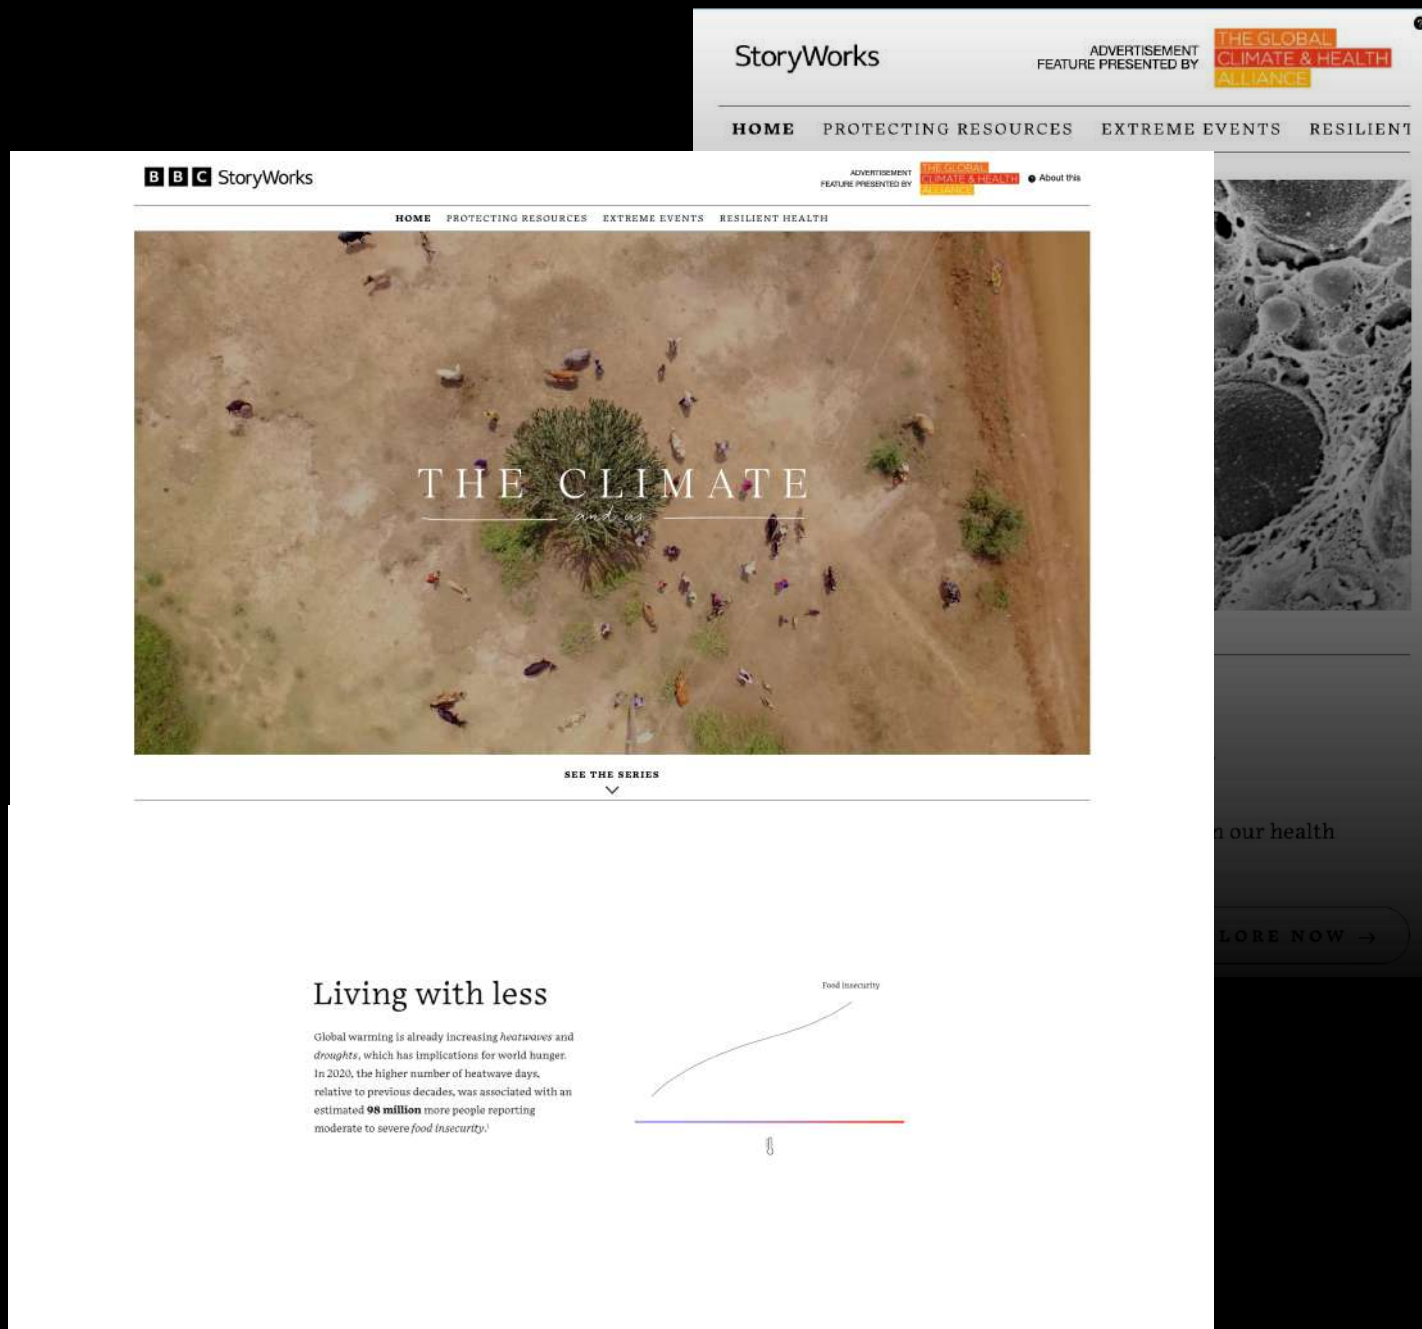 StoryWorks
ADVERTISEMENT
FEATURE PRESENTED BY
THE GLOBAL
CLIMATE & HEALTH
ALLIANCE
HOME PROTECTING RESOURCES EXTREME EVENTS RESILIENT
BBC StoryWorks
ADVERTISEMENT
FEATURE PRESENTED BY
THE GLOBAL
CLIMATE & HEALTH
ALLIANCE
About this
HOME PROTECTING RESOURCES EXTREME EVENTS RESILIENT HEALTH
THE CLIMATE
and us
SEE THE SERIES
our health
LORE NOW →
Living with less
Global warming is already increasing heatwaves and
droughts, which has implications for world hunger.
In 2020, the higher number of heatwave days,
relative to previous decades, was associated with an
estimated 98 million more people reporting
moderate to severe food insecurity.¹
Food insecurity